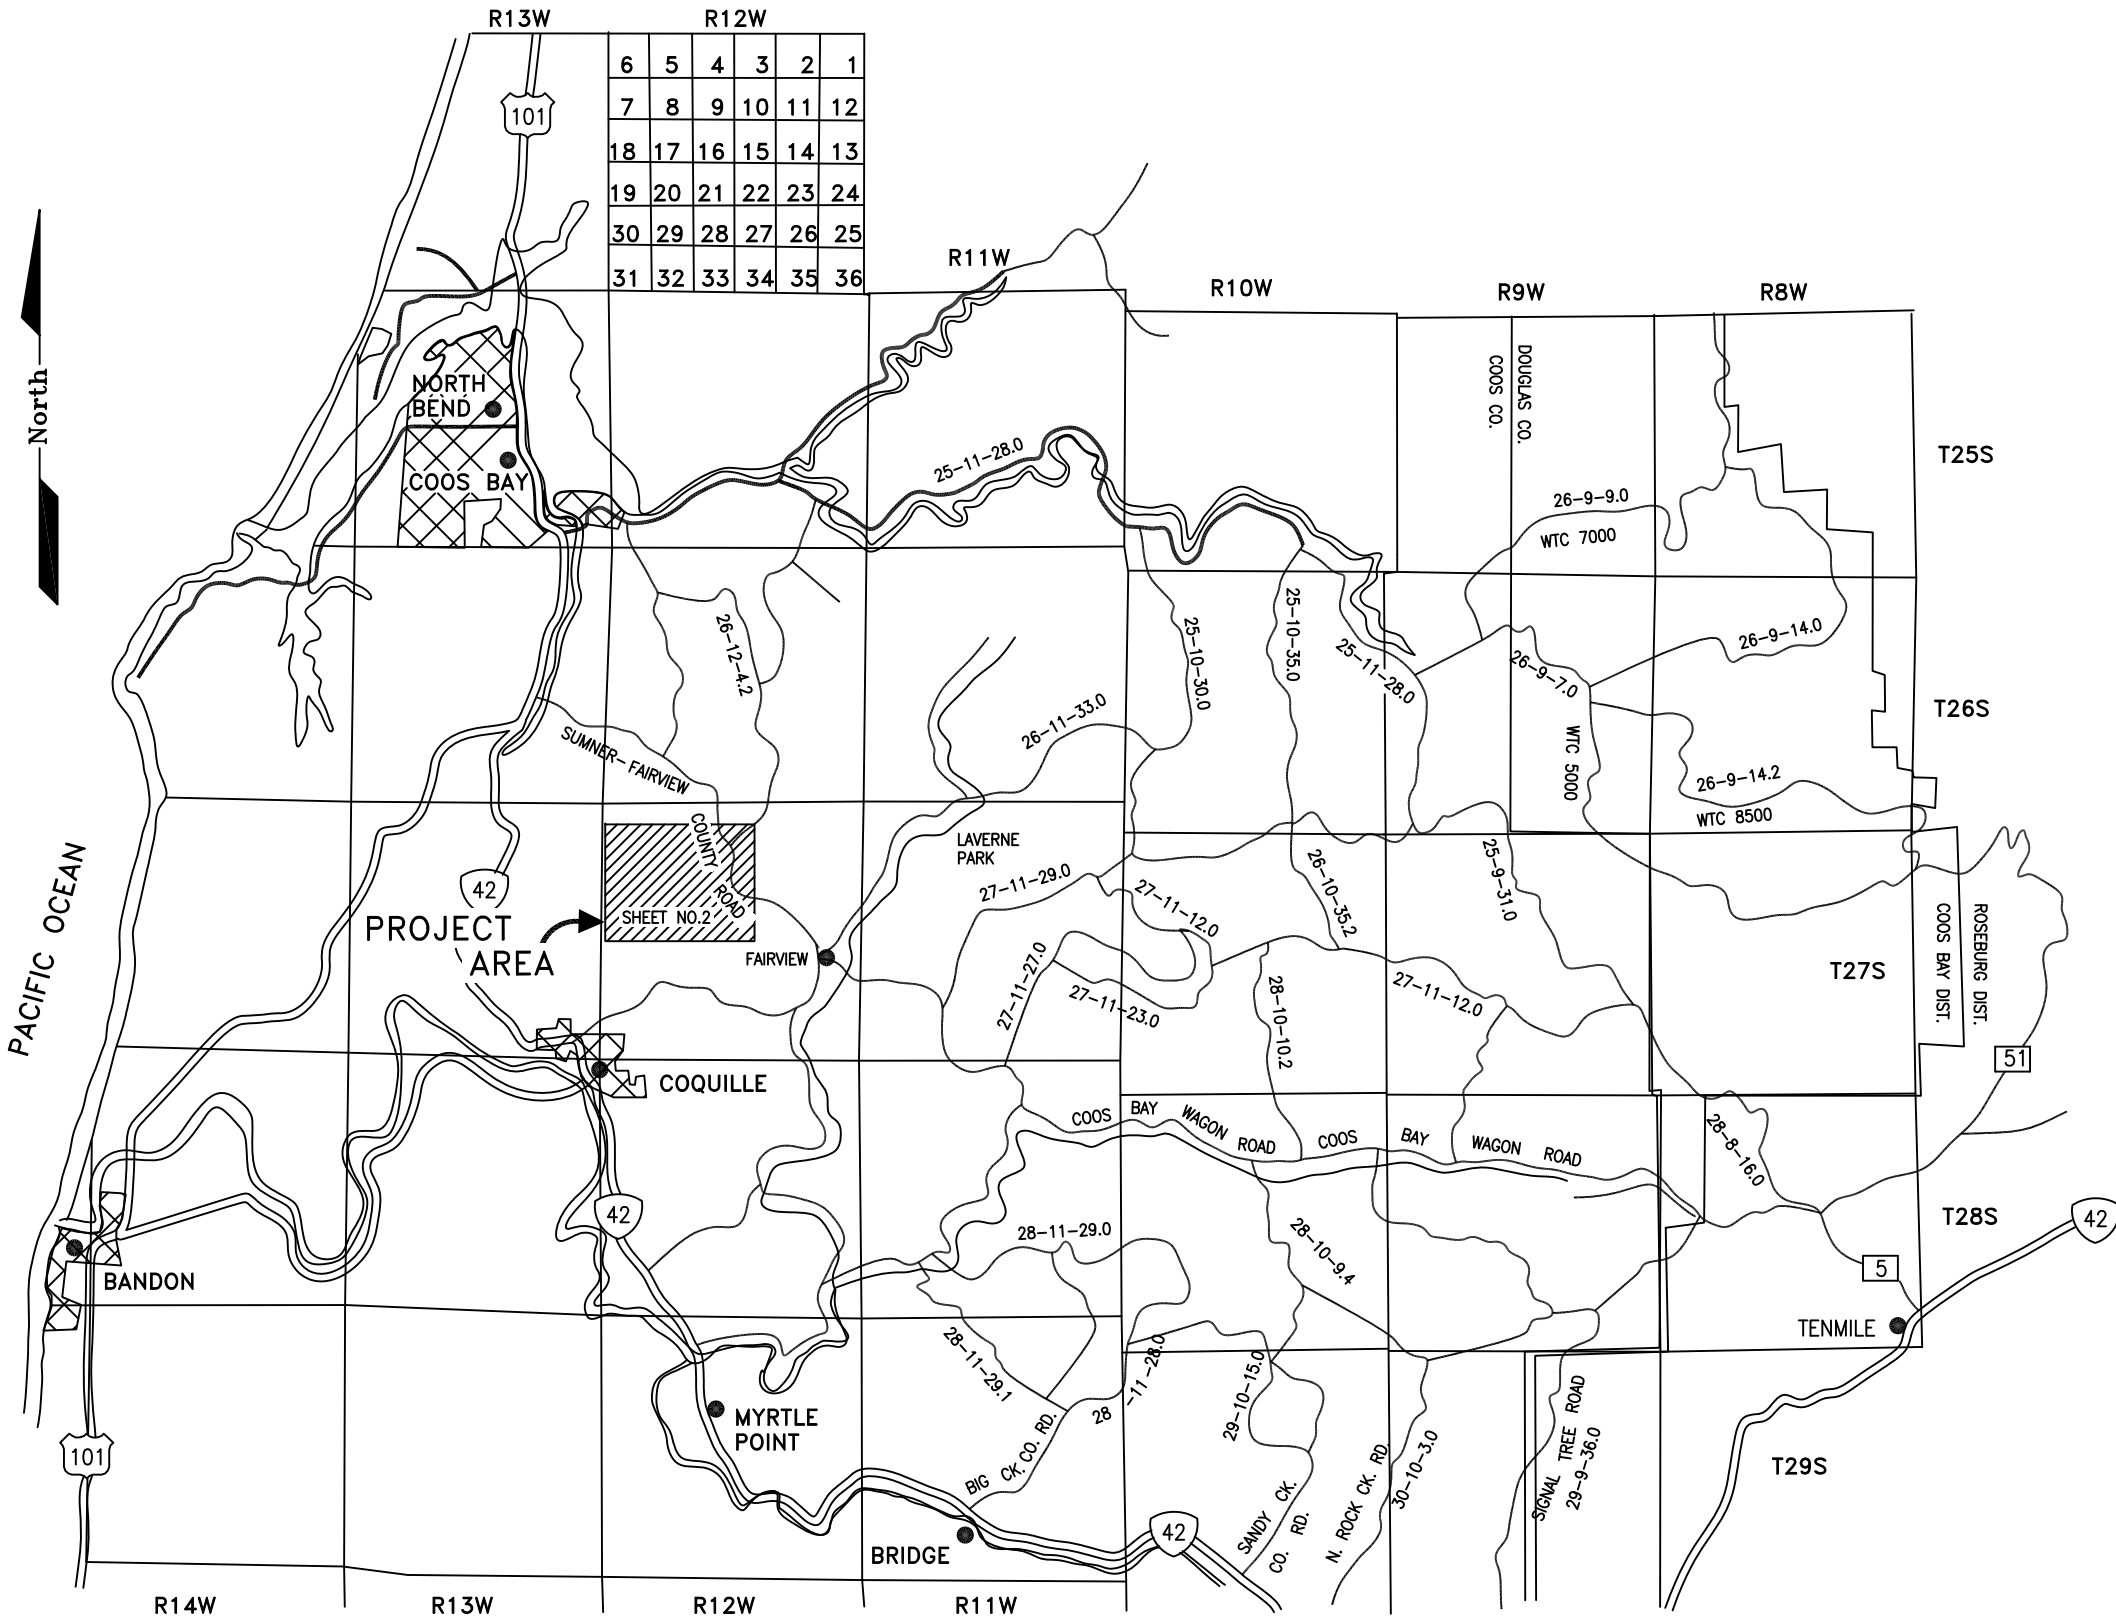 R13W
R12W
6 5 4 3 2 1
7 8 9 10 11 12
18 17 16 15 14 13
19 20 21 22 23 24
30 29 28 27 26 25
31 32 33 34 35 36
101
North
R11W
R10W
R9W
R8W
NORTH
BEND
COOS BAY
25-11-28.0
DOUGLAS CO.
COOS CO.
26-9-9.0
WTC 7000
T25S
26-12-4.2
25-10-30.0
25-10-35.0
25-11-28.0
26-9-7.0
26-9-14.0
T26S
SUMNER-FAIRVIEW
COUNTY
ROAD
26-11-33.0
WTC 5000
26-9-14.2
WTC 8500
PACIFIC OCEAN
42
PROJECT
AREA
SHEET NO.2
FAIRVIEW
LAVERNE
PARK
27-11-29.0
27-11-12.0
26-10-35.2
25-9-31.0
27-11-27.0
27-11-23.0
28-10-10.2
27-11-12.0
T27S
COOS BAY DIST.
ROSEBURG DIST.
51
COQUILLE
COOS BAY WAGON ROAD
COOS BAY WAGON ROAD
28-8-16.0
42
28-11-29.0
28-10-9.4
T28S
42
5
BANDON
TENMILE
28-11-29.1
28
-11-28.0
29-10-15.0
MYRTLE
POINT
BIG CK.CO. RD.
SANDY CK.
CO. RD.
N. ROCK CK. RD.
30-10-3.0
SIGNAL TREE ROAD
29-9-36.0
T29S
101
BRIDGE
42
R14W
R13W
R12W
R11W